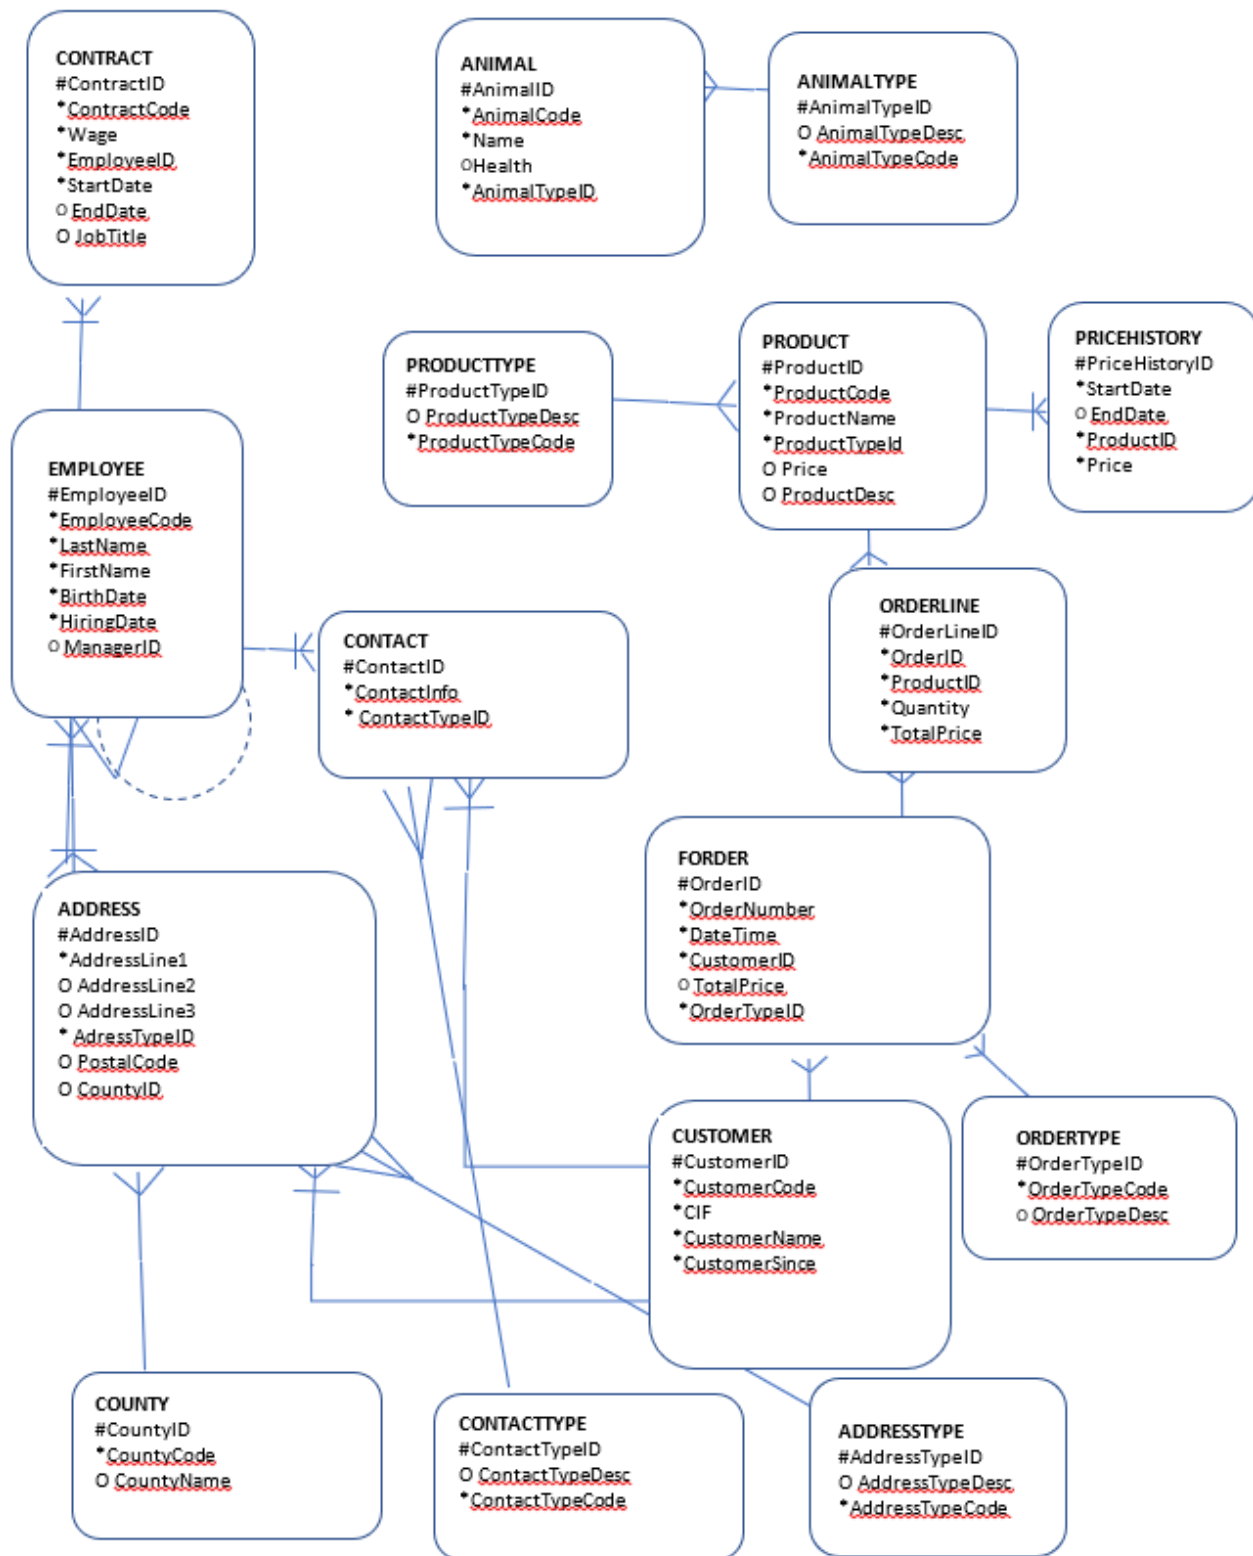 CONTRACT
#ContractID
*ContractCode
*Wage
*EmployeeID
*StartDate
O EndDate
O JobTitle
ANIMAL
#AnimalID
*AnimalCode
*Name
OHealth
*AnimalTypeID
ANIMALTYPE
#AnimalTypeID
O AnimalTypeDesc
*AnimalTypeCode
PRODUCTTYPE
#ProductTypeID
O ProductTypeDesc
*ProductTypeCode
PRODUCT
#ProductID
*ProductCode
*ProductName
*ProductTypeId
O Price
O ProductDesc
PRICEHISTORY
#PriceHistoryID
*StartDate
O EndDate
*ProductID
*Price
EMPLOYEE
#EmployeeID
*EmployeeCode
*LastName
*FirstName
*BirthDate
*HiringDate
O ManagerID
CONTACT
#ContactID
*ContactInfo
* ContactTypeID
ORDERLINE
#OrderLineID
*OrderID
*ProductID
*Quantity
*TotalPrice
FORDER
#OrderID
*OrderNumber
*DateTime
*CustomerID
O TotalPrice
*OrderTypeID
ADDRESS
#AddressID
*AddressLine1
O AddressLine2
O AddressLine3
* AdressTypeID
O PostalCode
O CountyID
CUSTOMER
#CustomerID
*CustomerCode
*CIF
*CustomerName
*CustomerSince
ORDERTYPE
#OrderTypeID
*OrderTypeCode
O OrderTypeDesc
COUNTY
#CountyID
*CountyCode
O CountyName
CONTACTTYPE
#ContactTypeID
O ContactTypeDesc
*ContactTypeCode
ADDRESSTYPE
#AddressTypeID
O AddressTypeDesc
*AddressTypeCode